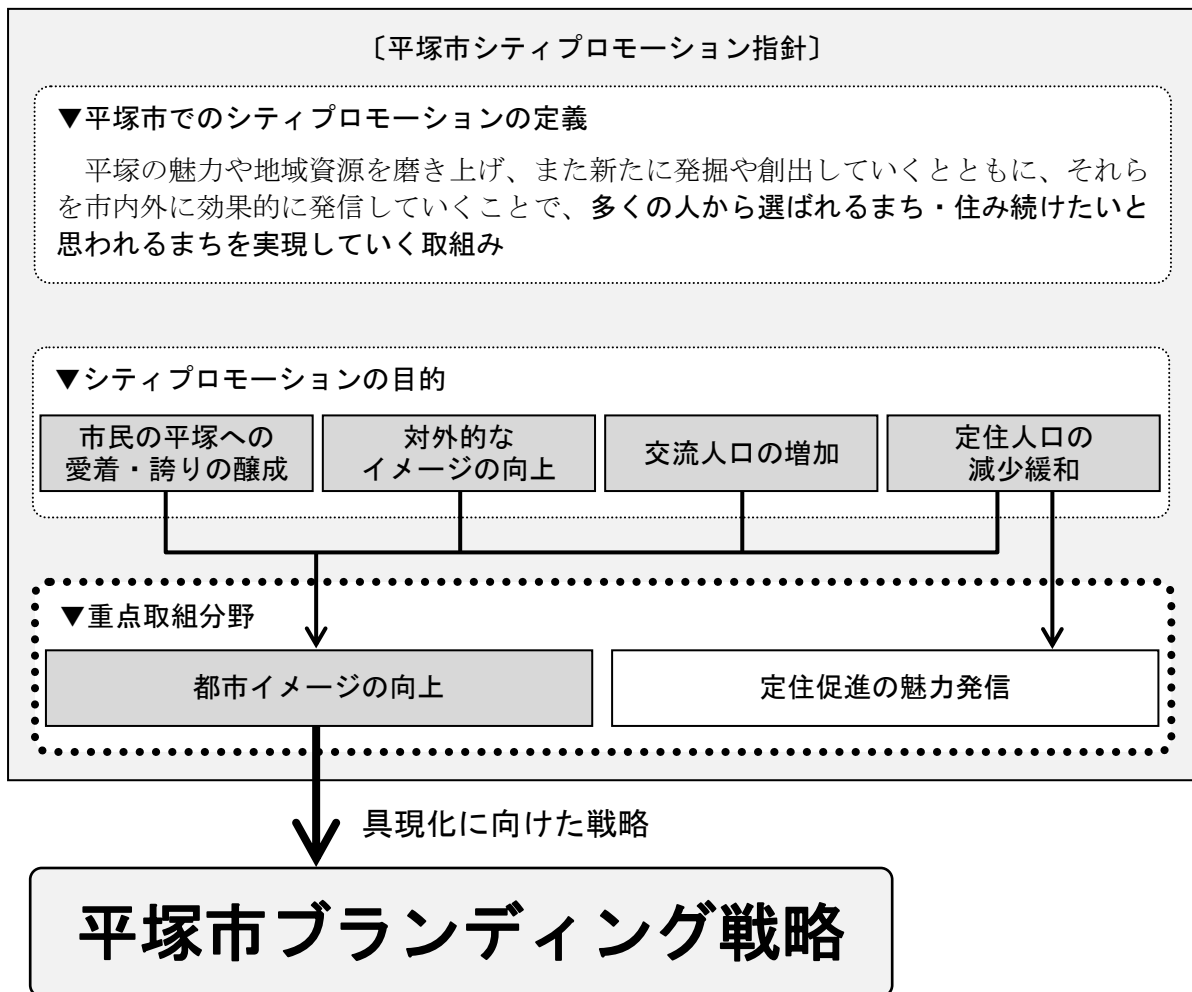 〔平塚市シティプロモーション指針〕
▼平塚市でのシティプロモーションの定義
平塚の魅力や地域資源を磨き上げ、また新たに発掘や創出していくとともに、それら
を市内外に効果的に発信していくことで、多くの人から選ばれるまち・住み続けたいと
思われるまちを実現していく取組み
▼シティプロモーションの目的
市民の平塚への
愛着・誇りの醸成
対外的な
イメージの向上
交流人口の増加
定住人口の
減少緩和
▼重点取組分野
都市イメージの向上
定住促進の魅力発信
具現化に向けた戦略
平塚市ブランディング戦略